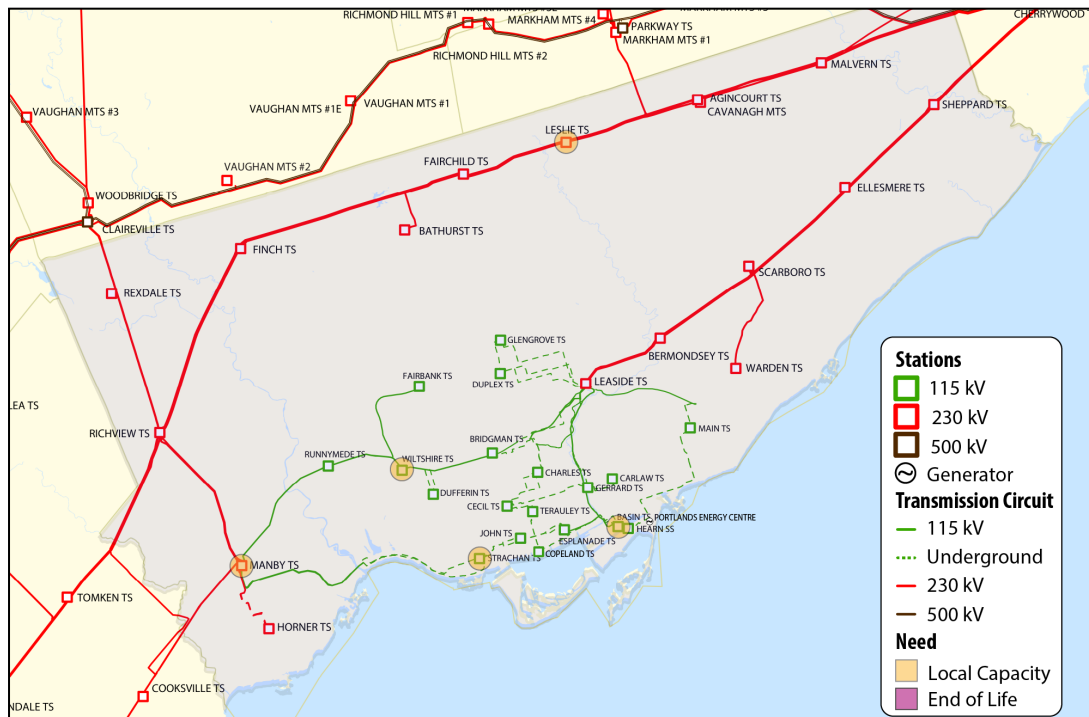 RICHMOND HILL MTS #1
MARKHAM MTS #4
PARKWAY TS
MARKHAM MTS #1
CHERRYWOOD
RICHMOND HILL MTS #2
MALVERN TS
VAUGHAN MTS #3
VAUGHAN MTS #1E
VAUGHAN MTS #1
AGINCOURT TS
CAVANAGH MTS
SHEPPARD TS
LESLIE TS
FAIRCHILD TS
VAUGHAN MTS #2
WOODBRIDGE TS
ELLESMERE TS
CLAIREVILLE TS
BATHURST TS
FINCH TS
SCARBORO TS
REXDALE TS
GLENGROVE TS
BERMONDSEY TS
WARDEN TS
FAIRBANK TS
DUPLEX TS
LEASIDE TS
LEA TS
RICHVIEW TS
BRIDGMAN TS
MAIN TS
RUNNYMEDE TS
WILTSHIRE TS
CHARLES TS
CARLAW TS
GERRARD TS
DUFFERIN TS
CECIL TS
TERAULEY TS
BASIN TS
PORTLANDS ENERGY CENTRE
HEARN SS
JOHN TS
ESPLANADE TS
STRACHAN TS
COPELAND TS
MANBY TS
TOMKEN TS
HORNER TS
COOKSVILLE TS
NDALE TS
Stations
115 kV
230 kV
500 kV
Generator
Transmission Circuit
115 kV
Underground
230 kV
500 kV
Need
Local Capacity
End of Life